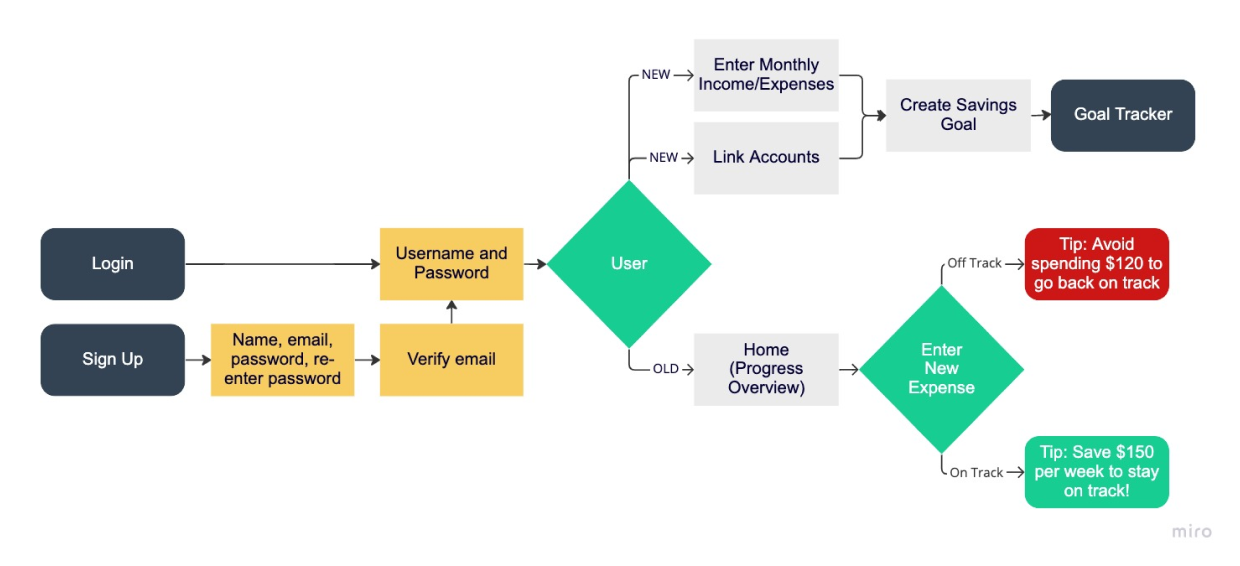 Login
Sign Up
Name, email,
password, re-
enter password
Verify email
Username and
Password
User
NEW
Enter Monthly
Income/Expenses
NEW
Link Accounts
Create Savings
Goal
Goal Tracker
OLD
Home
(Progress
Overview)
Enter
New
Expense
Off Track
Tip: Avoid
spending $120 to
go back on track
On Track
Tip: Save $150
per week to stay
on track!
miro